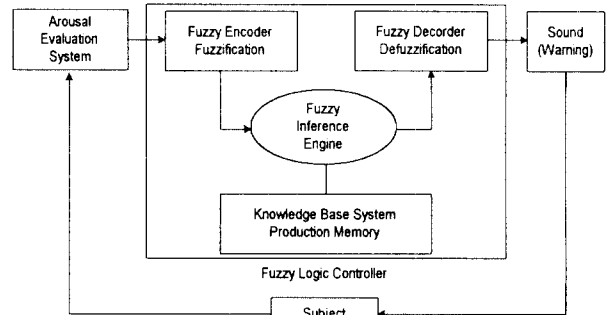 Arousal
Evaluation
System
Fuzzy Encoder
Fuzzification
Fuzzy Decorder
Defuzzification
Sound
(Warning)
Fuzzy
Inference
Engine
Knowledge Base System
Production Memory
Fuzzy Logic Controller
Subject